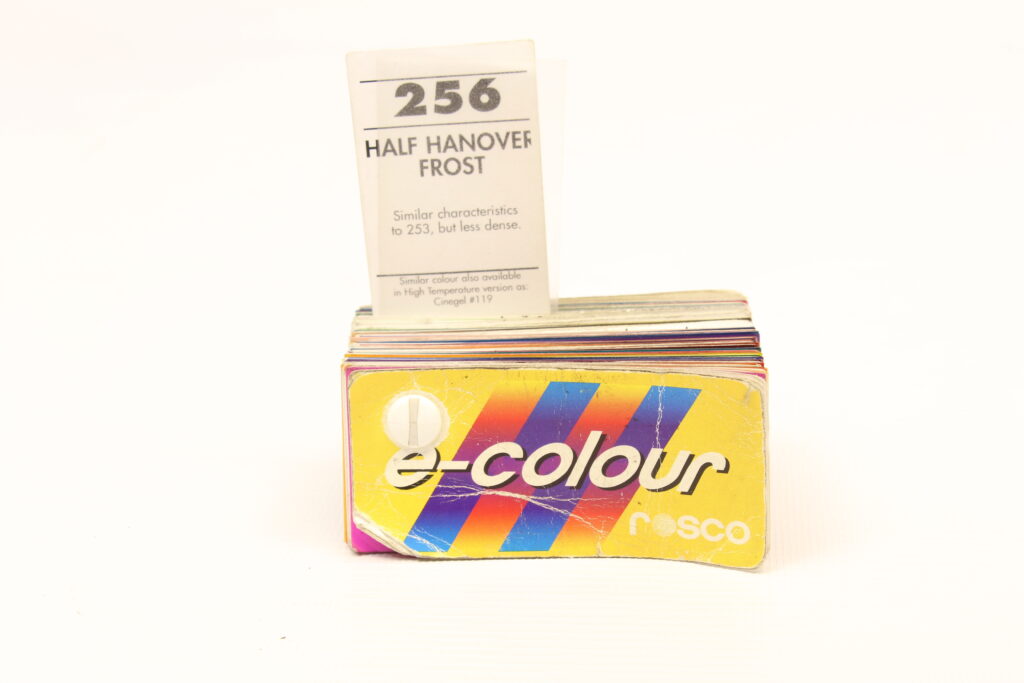 256
HALF HANOVER
FROST
Similar characteristics
to 253, but less dense.
Similar colour also available
in High Temperature version as:
Cinegel #119
e-colour
rosco